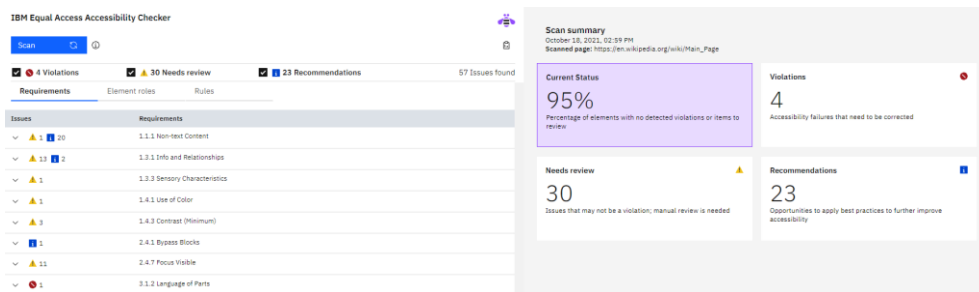 IBM Equal Access Accessibility Checker
Scan
4 Violations 30 Needs review 23 Recommendations 57 Issues found
Requirements Element roles Rules
Issues Requirements
1 20 1.1.1 Non-text Content
13 2 1.3.1 Info and Relationships
1 1.3.3 Sensory Characteristics
1 1.4.1 Use of Color
3 1.4.3 Contrast (Minimum)
1 2.4.1 Bypass Blocks
11 2.4.7 Focus Visible
1 3.1.2 Language of Parts
Scan summary
October 18, 2021, 02:59 PM
Scanned page: https://en.wikipedia.org/wiki/Main_Page
Current Status
95%
Percentage of elements with no detected violations or items to
review
Violations
4
Accessibility failures that need to be corrected
Needs review
30
Issues that may not be a violation; manual review is needed
Recommendations
23
Opportunities to apply best practices to further improve
accessibility